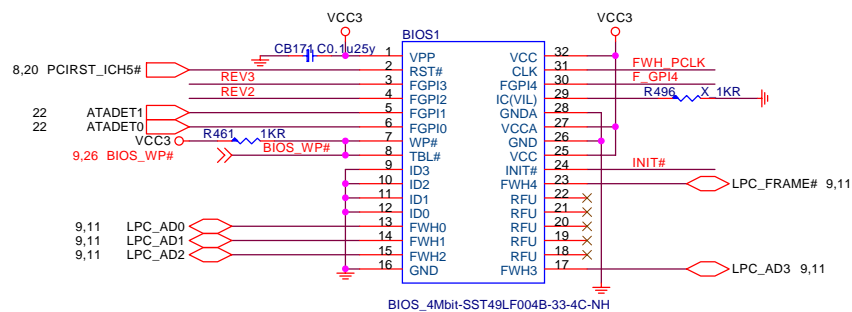 VCC3 VCC3
BIOS1
CB171 C0.1u25y
1 VPP VCC 32
8,20 PCIRST_ICH5# 2 RST# CLK 31 FWH_PCLK
REV3 3 FGPI3 FGPI4 30 F_GPI4
REV2 4 FGPI2 IC(VIL) 29 R496 X_1KR
22 ATADET1 5 FGPI1 GNDA 28
22 ATADET0 6 FGPI0 VCCA 27
VCC3 R461 1KR 7 WP# GND 26
9,26 BIOS_WP# BIOS_WP# 8 TBL# VCC 25
9 ID3 INIT# 24 INIT#
10 ID2 FWH4 23 LPC_FRAME# 9,11
11 ID1 RFU 22
12 ID0 RFU 21
9,11 LPC_AD0 13 FWH0 RFU 20
9,11 LPC_AD1 14 FWH1 RFU 19
9,11 LPC_AD2 15 FWH2 RFU 18
16 GND FWH3 17 LPC_AD3 9,11
BIOS_4Mbit-SST49LF004B-33-4C-NH